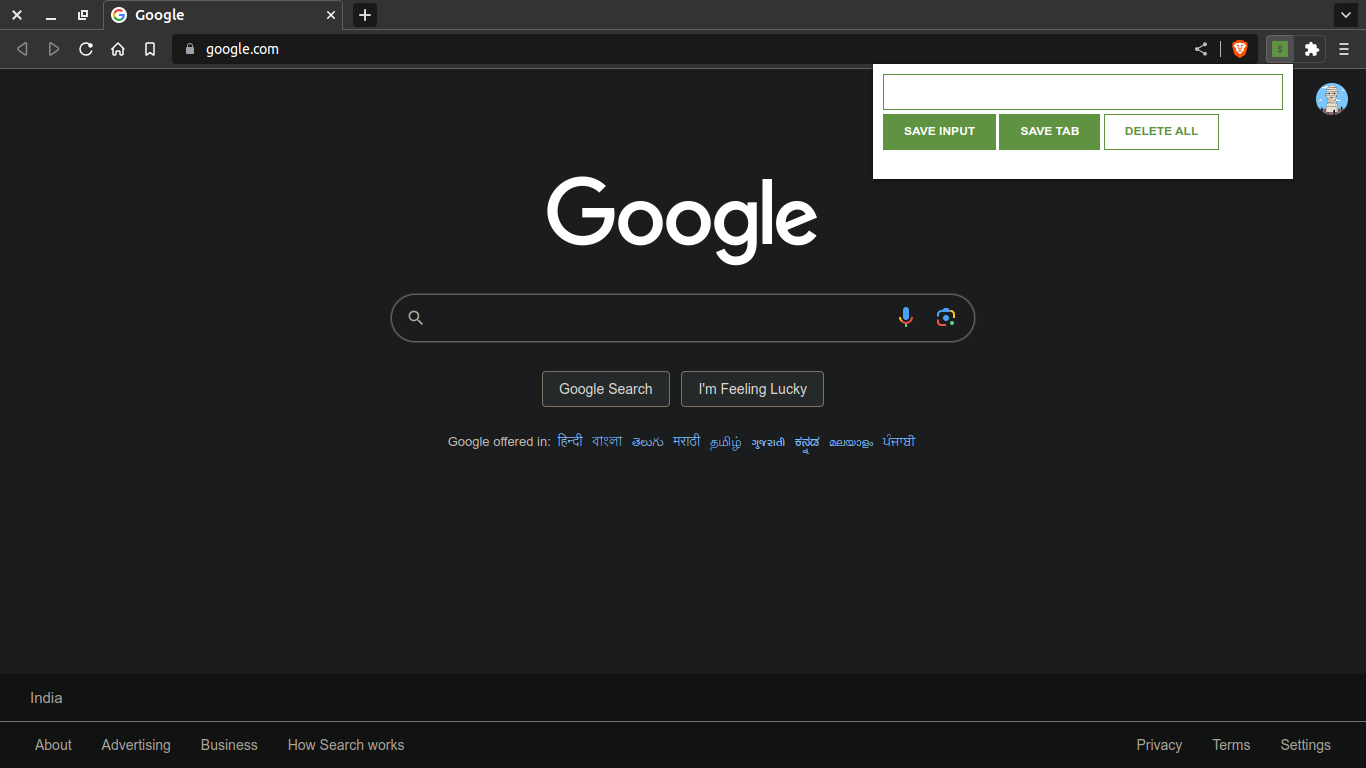 Google
google.com
$
SAVE INPUT SAVE TAB DELETE ALL
Google
Google Search I'm Feeling Lucky
Google offered in: हिन्दी বাংলা తెలుగు मराठी தமிழ் ગુજરાતી ಕನ್ನಡ മലയാളം ਪੰਜਾਬੀ
India
About Advertising Business How Search works Privacy Terms Settings